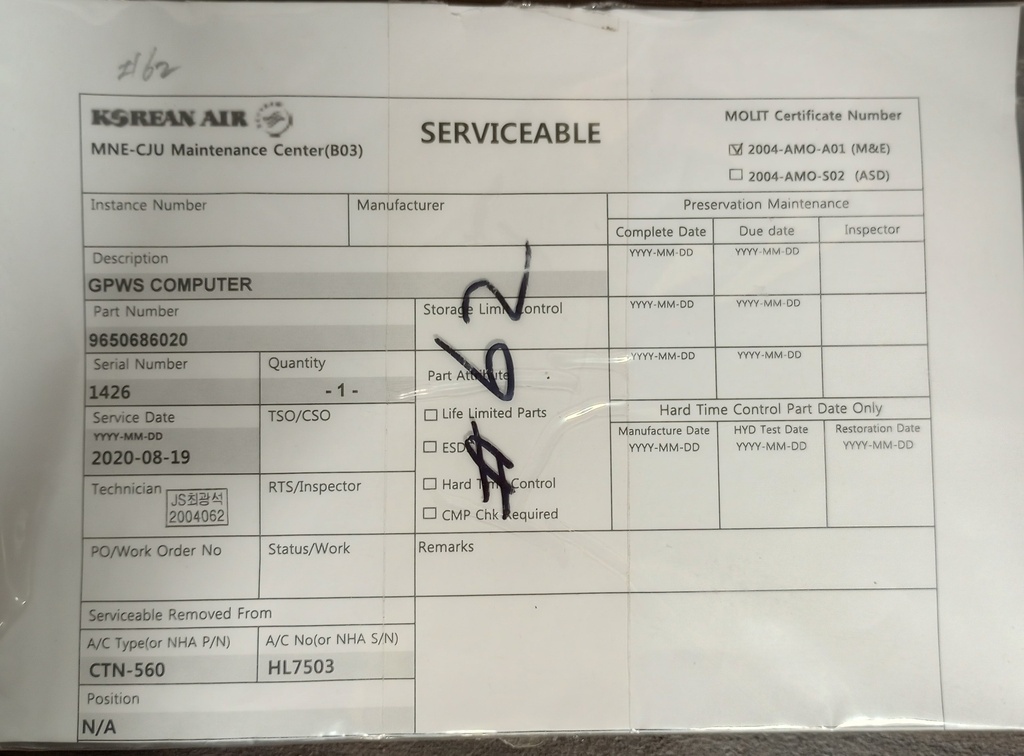 #62
KOREAN AIR
MNE-CJU Maintenance Center(B03)
SERVICEABLE
MOLIT Certificate Number
☑ 2004-AMO-A01 (M&E)
☐ 2004-AMO-S02 (ASD)
Instance Number
Manufacturer
Preservation Maintenance
Complete Date Due date Inspector
YYYY-MM-DD YYYY-MM-DD
Description
GPWS COMPUTER
Part Number
9650686020
Storage Limit Control
YYYY-MM-DD YYYY-MM-DD
Serial Number
1426
Quantity
- 1 -
Part Attribute
YYYY-MM-DD YYYY-MM-DD
# 62
Service Date
YYYY-MM-DD
2020-08-19
TSO/CSO
☐ Life Limited Parts
☐ ESD
☐ Hard Time Control
☐ CMP Chk Required
Hard Time Control Part Date Only
Manufacture Date HYD Test Date Restoration Date
YYYY-MM-DD YYYY-MM-DD YYYY-MM-DD
Technician
JS최광석
2004062
RTS/Inspector
PO/Work Order No
Status/Work
Remarks
Serviceable Removed From
A/C Type(or NHA P/N)
CTN-560
A/C No(or NHA S/N)
HL7503
Position
N/A